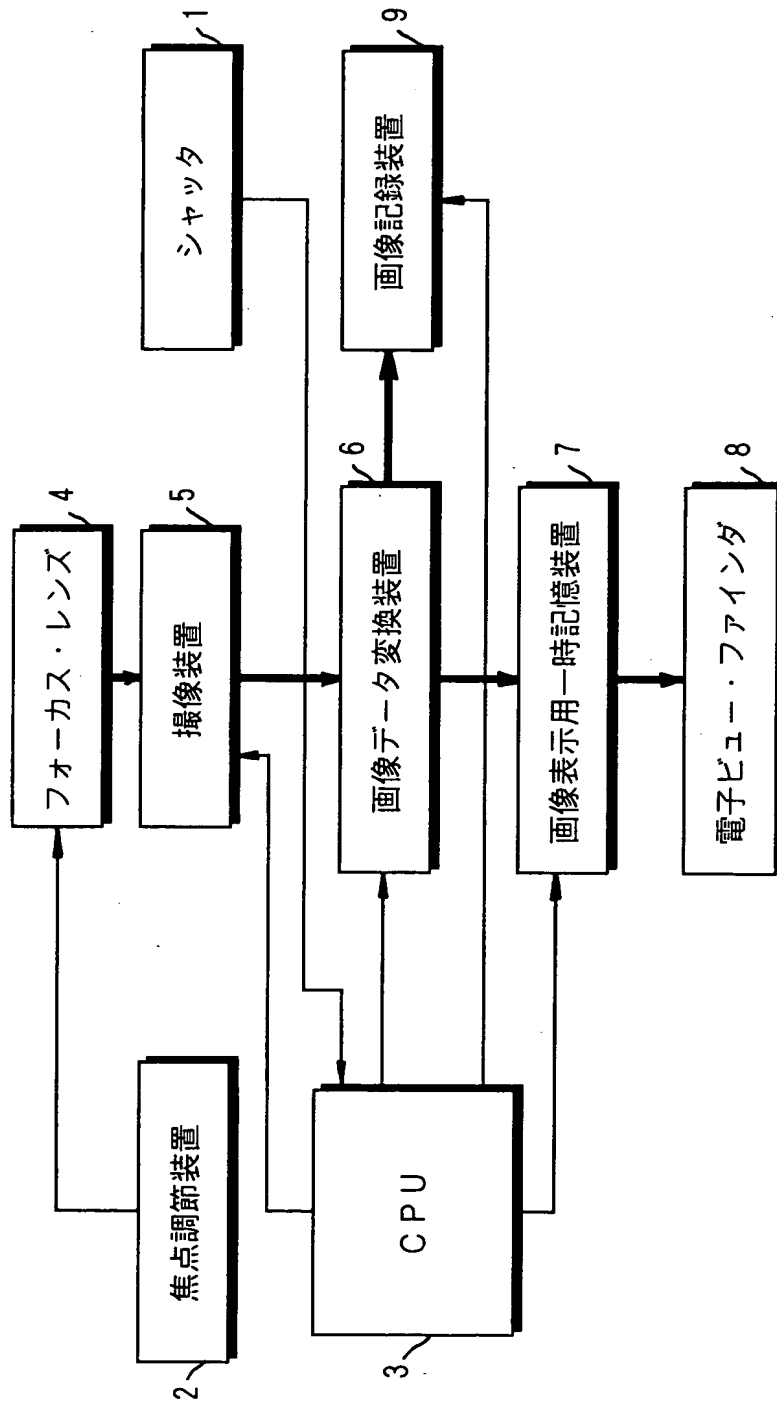 シャッタ
1
焦点調節装置
2
CPU
3
フォーカス・レンズ
4
撮像装置
5
画像データ変換装置
6
画像表示用一時記憶装置
7
電子ビュー・ファインダ
8
画像記録装置
9